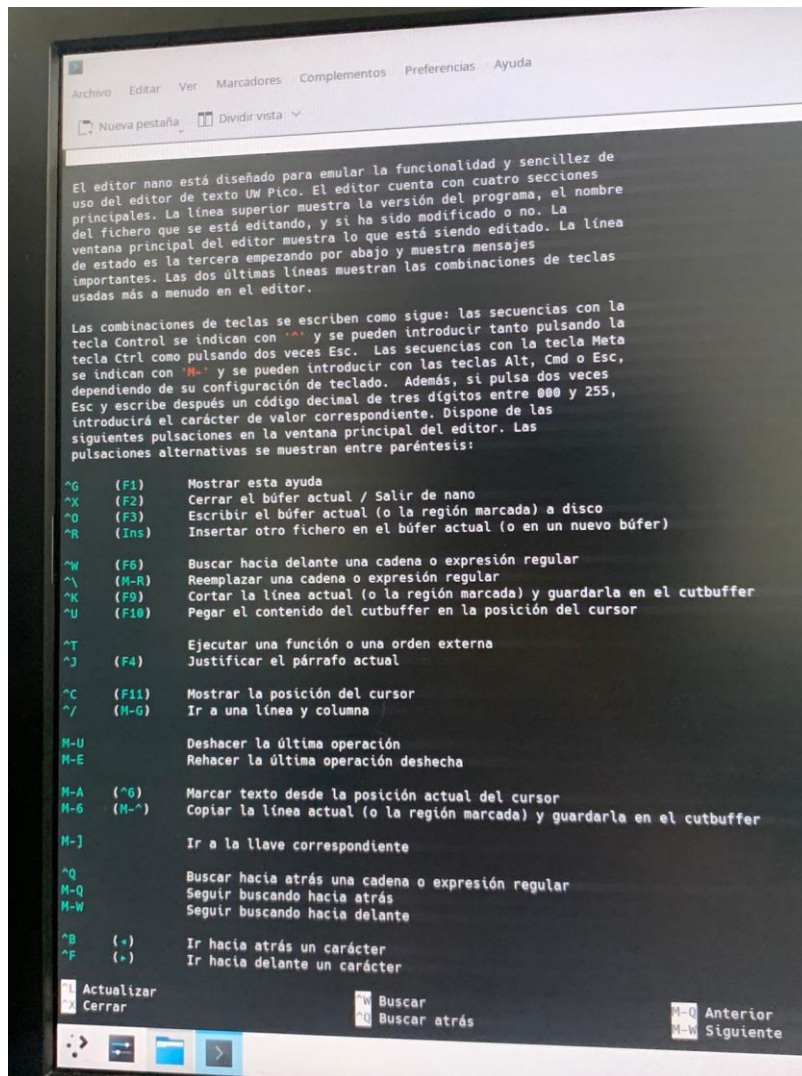 Archivo Editar Ver Marcadores Complementos Preferencias Ayuda
Nueva pestaña Dividir vista
El editor nano está diseñado para emular la funcionalidad y sencillez de
uso del editor de texto UW Pico. El editor cuenta con cuatro secciones
principales. La línea superior muestra la versión del programa, el nombre
del fichero que se está editando, y si ha sido modificado o no. La
ventana principal del editor muestra lo que está siendo editado. La línea
de estado es la tercera empezando por abajo y muestra mensajes
importantes. Las dos últimas líneas muestran las combinaciones de teclas
usadas más a menudo en el editor.
Las combinaciones de teclas se escriben como sigue: las secuencias con la
tecla Control se indican con '^' y se pueden introducir tanto pulsando la
tecla Ctrl como pulsando dos veces Esc. Las secuencias con la tecla Meta
se indican con 'M-' y se pueden introducir con las teclas Alt, Cmd o Esc,
dependiendo de su configuración de teclado. Además, si pulsa dos veces
Esc y escribe después un código decimal de tres dígitos entre 000 y 255,
introducirá el carácter de valor correspondiente. Dispone de las
siguientes pulsaciones en la ventana principal del editor. Las
pulsaciones alternativas se muestran entre paréntesis:
^G (F1) Mostrar esta ayuda
^X (F2) Cerrar el búfer actual / Salir de nano
^O (F3) Escribir el búfer actual (o la región marcada) a disco
^R (Ins) Insertar otro fichero en el búfer actual (o en un nuevo búfer)
^W (F6) Buscar hacia delante una cadena o expresión regular
^\ (M-R) Reemplazar una cadena o expresión regular
^K (F9) Cortar la línea actual (o la región marcada) y guardarla en el cutbuffer
^U (F10) Pegar el contenido del cutbuffer en la posición del cursor
^T Ejecutar una función o una orden externa
^J (F4) Justificar el párrafo actual
^C (F11) Mostrar la posición del cursor
^/ (M-G) Ir a una línea y columna
M-U Deshacer la última operación
M-E Rehacer la última operación deshecha
M-A (^6) Marcar texto desde la posición actual del cursor
M-6 (M-^) Copiar la línea actual (o la región marcada) y guardarla en el cutbuffer
M-] Ir a la llave correspondiente
^Q Buscar hacia atrás una cadena o expresión regular
M-Q Seguir buscando hacia atrás
M-W Seguir buscando hacia delante
^B (◂) Ir hacia atrás un carácter
^F (▸) Ir hacia delante un carácter
^L Actualizar ^W Buscar M-Q Anterior
^X Cerrar ^Q Buscar atrás M-W Siguiente